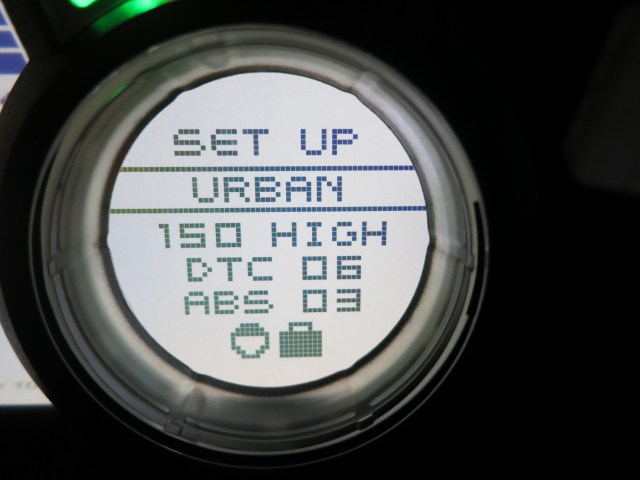 SET UP
URBAN
150 HIGH
DTC 06
ABS 03